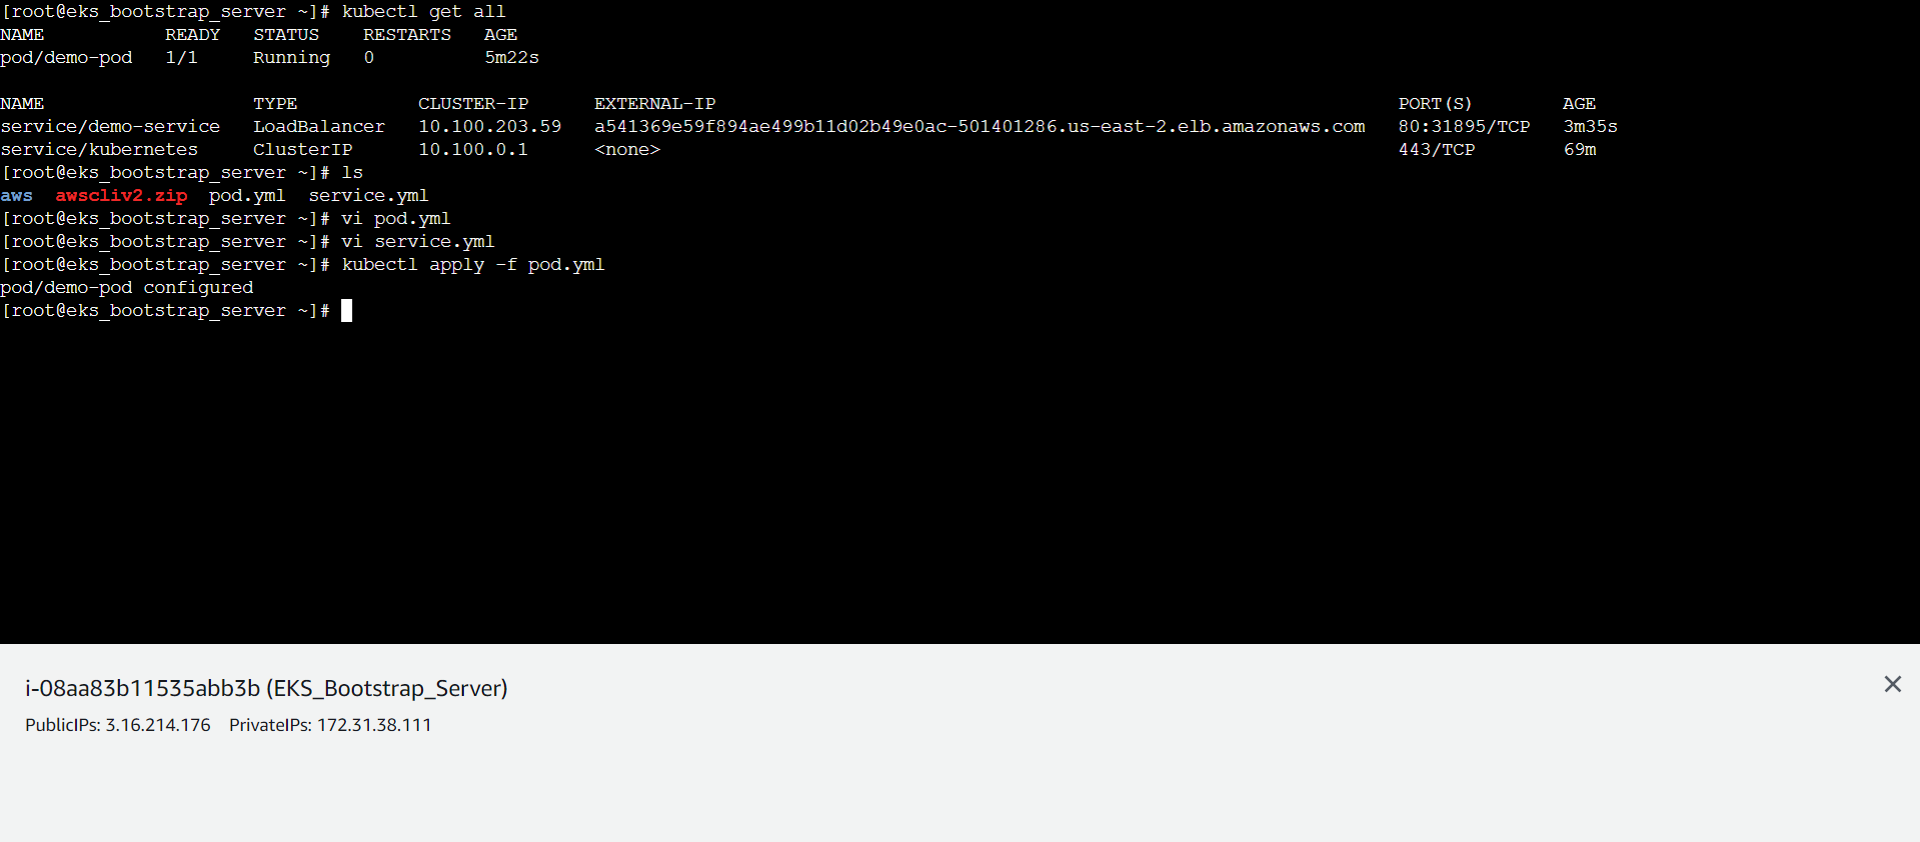 [root@eks_bootstrap_server ~]# kubectl get all
NAME READY STATUS RESTARTS AGE
pod/demo-pod 1/1 Running 0 5m22s
NAME TYPE CLUSTER-IP EXTERNAL-IP PORT(S) AGE
service/demo-service LoadBalancer 10.100.203.59 a541369e59f894ae499b11d02b49e0ac-501401286.us-east-2.elb.amazonaws.com 80:31895/TCP 3m35s
service/kubernetes ClusterIP 10.100.0.1 <none> 443/TCP 69m
[root@eks_bootstrap_server ~]# ls
aws awscliv2.zip pod.yml service.yml
[root@eks_bootstrap_server ~]# vi pod.yml
[root@eks_bootstrap_server ~]# vi service.yml
[root@eks_bootstrap_server ~]# kubectl apply -f pod.yml
pod/demo-pod configured
[root@eks_bootstrap_server ~]#
i-08aa83b11535abb3b (EKS_Bootstrap_Server)
PublicIPs: 3.16.214.176 PrivateIPs: 172.31.38.111